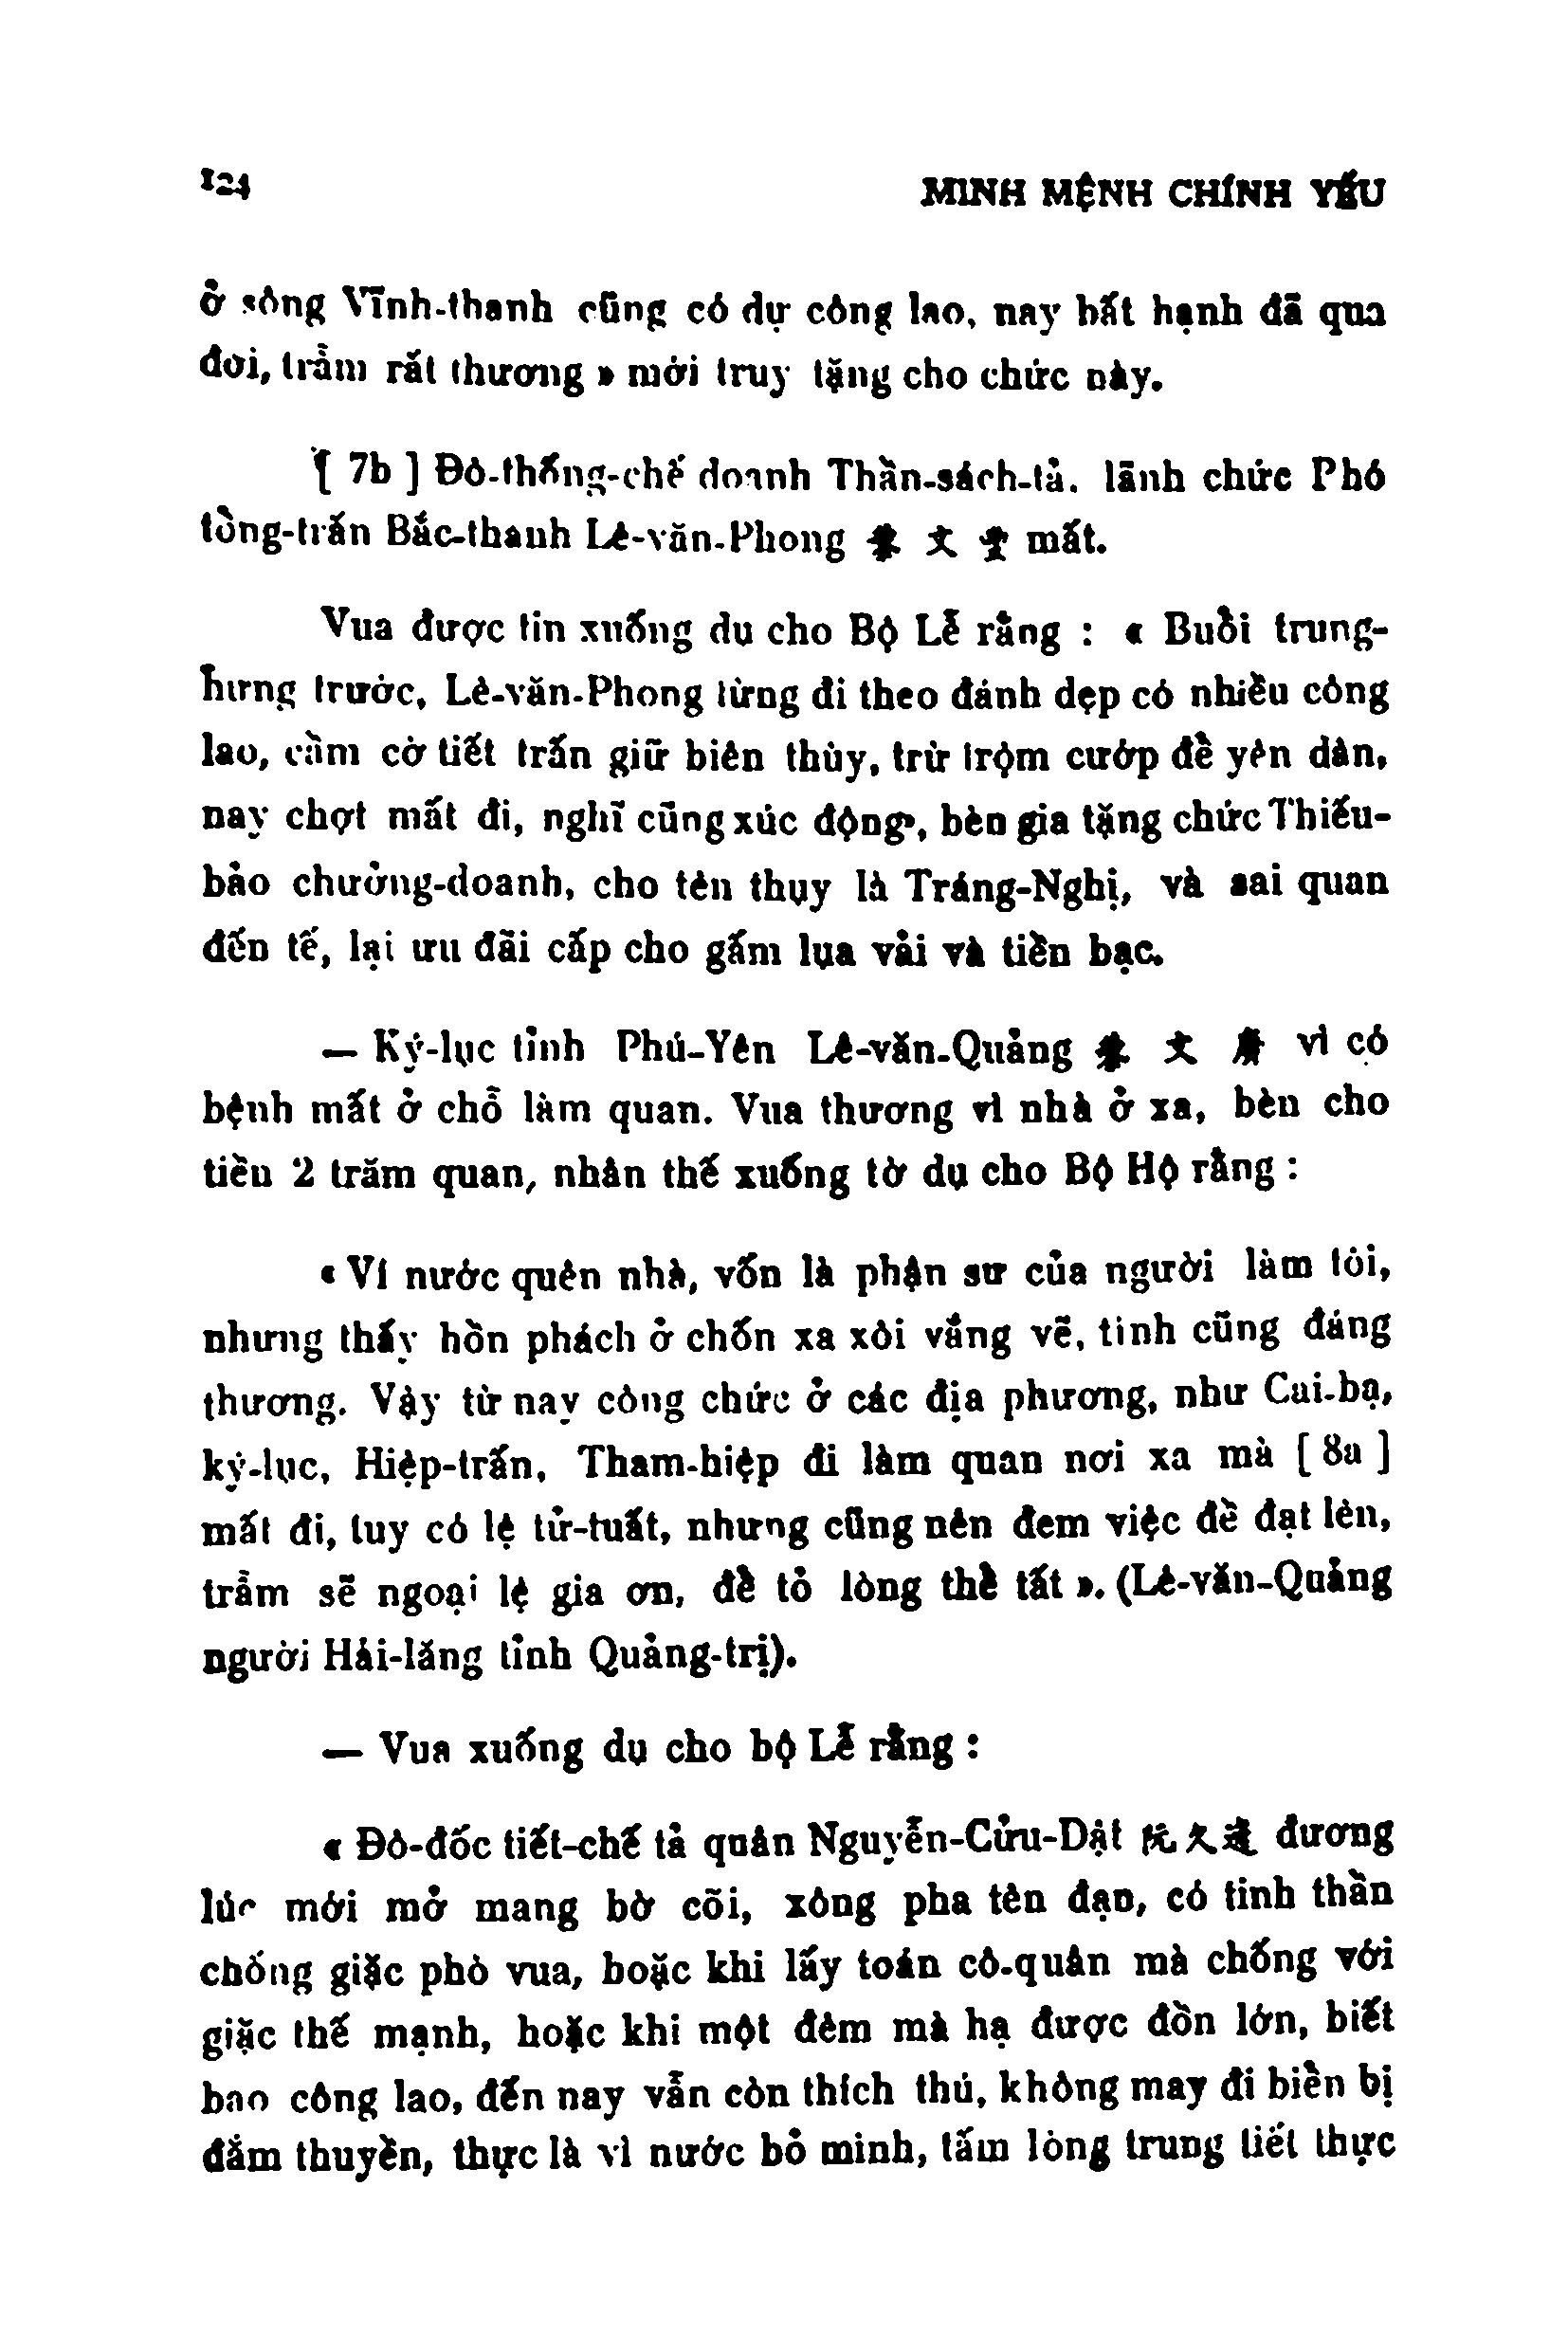 124
MINH MỆNH CHÍNH YẾU
ở sông Vĩnh-thanh cũng có dự công lao, nay bất hạnh đã qua
đời, trẫm rất thương » mới truy tặng cho chức này.
[ 7b ] Đô-thống-chế doanh Thần-sách-tả, lãnh chức Phó
tổng-trấn Bắc-thanh Lê-văn-Phong 黎 文 豐 mất.
Vua được tin xuống dụ cho Bộ Lễ rằng : « Buổi trung-
hưng trước, Lê-văn-Phong từng đi theo đánh dẹp có nhiều công
lao, cầm cờ tiết trấn giữ biên thùy, trừ trộm cướp để yên dân,
nay chợt mất đi, nghĩ cũng xúc động», bèn gia tặng chức Thiếu-
bảo chưởng-doanh, cho tên thụy là Tráng-Nghị, và sai quan
đến tế, lại ưu đãi cấp cho gấm lụa vải và tiền bạc.
— Ký-lục tỉnh Phú-Yên Lê-văn-Quảng 黎 文 廣 vì có
bệnh mất ở chỗ làm quan. Vua thương vì nhà ở xa, bèn cho
tiền 2 trăm quan, nhân thế xuống tờ dụ cho Bộ Hộ rằng :
« Vì nước quên nhà, vốn là phận sự của người làm tôi,
nhưng thấy hồn phách ở chốn xa xôi vắng vẽ, tình cũng đáng
thương. Vậy từ nay công chức ở các địa phương, như Cai-bạ,
ký-lục, Hiệp-trấn, Tham-hiệp đi làm quan nơi xa mà [ 8a ]
mất đi, tuy có lệ tử-tuất, nhưng cũng nên đem việc đề đạt lên,
trẫm sẽ ngoại lệ gia ơn, để tỏ lòng thể tất ». (Lê-văn-Quảng
người Hải-lăng tỉnh Quảng-trị).
— Vua xuống dụ cho bộ Lễ rằng :
« Đô-đốc tiết-chế tả quân Nguyễn-Cửu-Dật 阮 久 逸 đương
lúc mới mở mang bờ cõi, xông pha tên đạn, có tinh thần
chống giặc phò vua, hoặc khi lấy toán cô-quân mà chống với
giặc thế mạnh, hoặc khi một đêm mà hạ được đồn lớn, biết
bao công lao, đến nay vẫn còn thích thú, không may đi biển bị
đắm thuyền, thực là vì nước bỏ mình, tấm lòng trung tiết thực